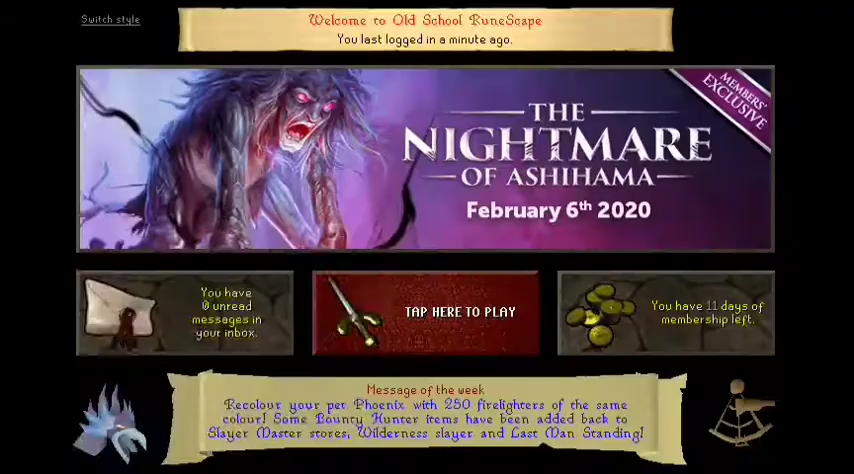 Switch style
Welcome to Old School RuneScape
You last logged in a minute ago.
MEMBERS'
EXCLUSIVE
THE
NIGHTMARE
OF ASHIHAMA
February 6th 2020
You have
0 unread
messages in
your inbox.
TAP HERE TO PLAY
You have 11 days of
membership left.
Message of the week
Recolour your pet Phoenix with 250 firelighters of the same
colour! Some Bounty Hunter items have been added back to
Slayer Master stores, Wilderness slayer and Last Man Standing!